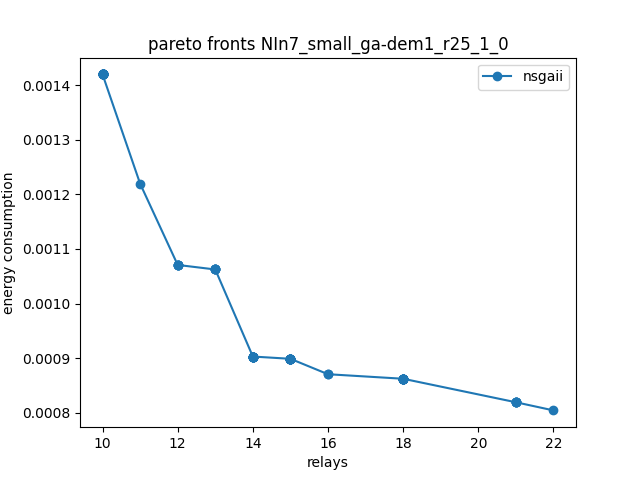 pareto fronts NIn7_small_ga-dem1_r25_1_0
nsgaii
0.0014
0.0013
0.0012
0.0011
0.0010
0.0009
0.0008
energy consumption
10 12 14 16 18 20 22
relays